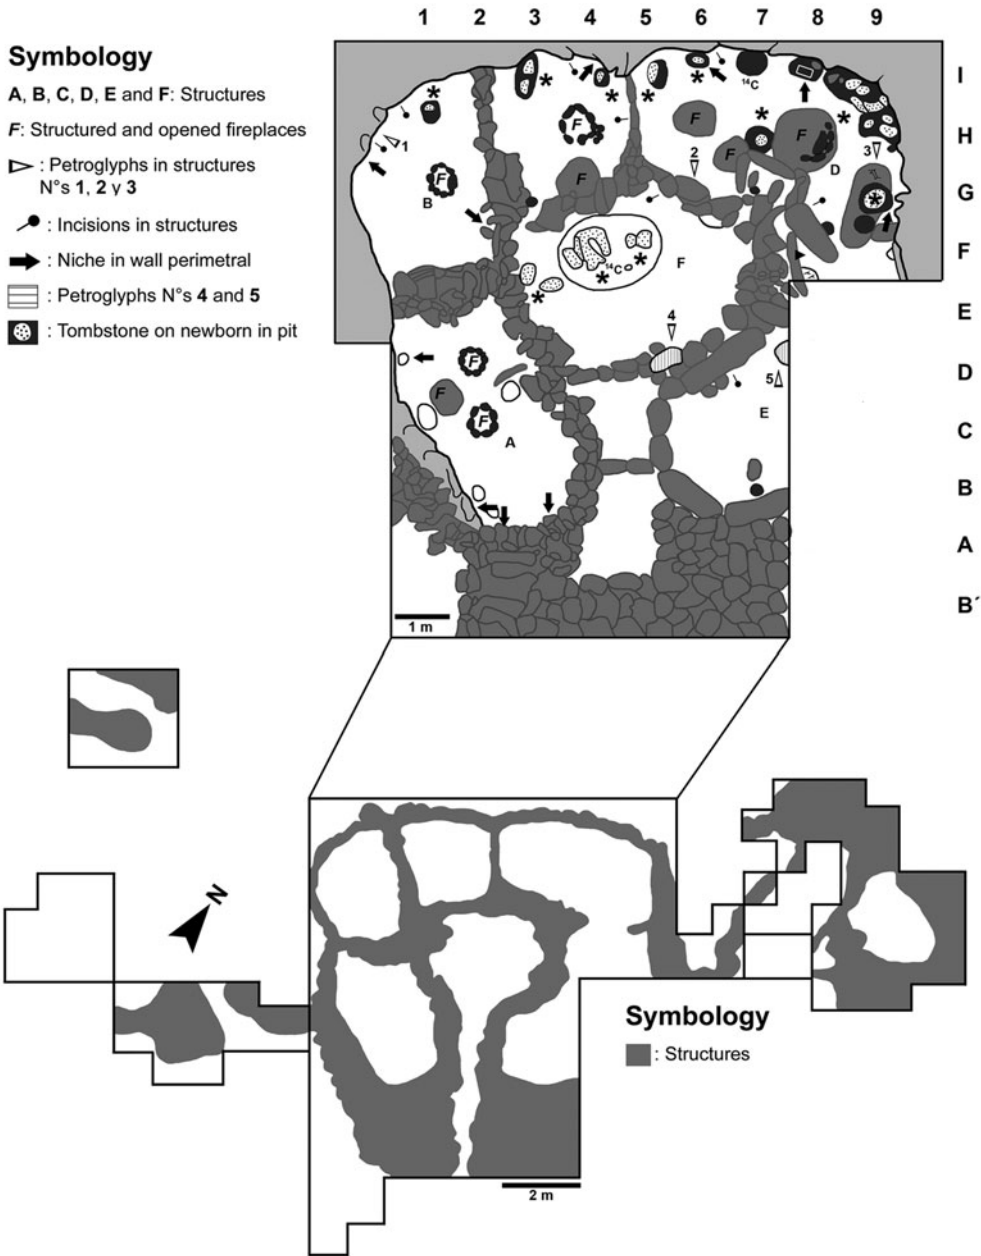 1 2 3 4 5 6 7 8 9
Symbology
A, B, C, D, E and F: Structures
F: Structured and opened fireplaces
: Petroglyphs in structures
N°s 1, 2 y 3
: Incisions in structures
: Niche in wall perimetral
: Petroglyphs N°s 4 and 5
: Tombstone on newborn in pit
I
H
G
F
E
D
C
B
A
B´
* * * * * ¹⁴C
1 F F F * F * 3
2 F D
F B F *
F
¹⁴C * *
*
4
F 5
F E
F A
1 m
N
Symbology
: Structures
2 m